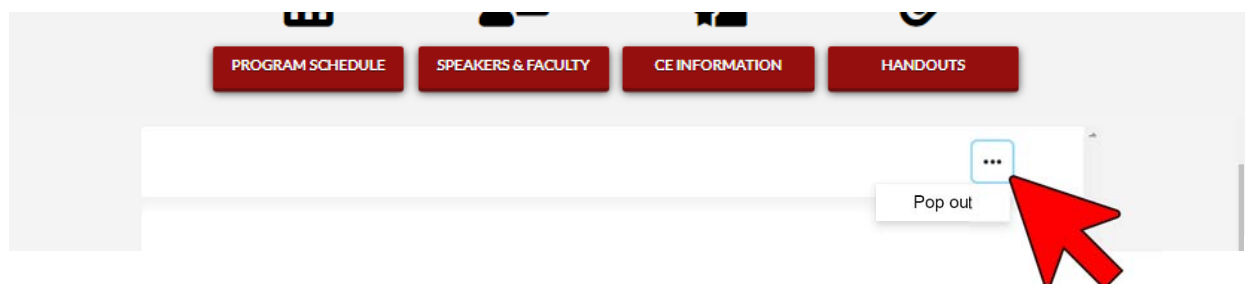 PROGRAM SCHEDULE SPEAKERS & FACULTY CE INFORMATION HANDOUTS
...
Pop out